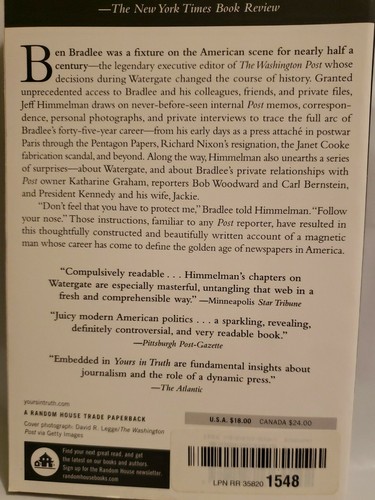 —The New York Times Book Review
Ben Bradlee was a fixture on the American scene for nearly half a
century—the legendary executive editor of The Washington Post whose
decisions during Watergate changed the course of history. Granted
unprecedented access to Bradlee and his colleagues, friends, and private files,
Jeff Himmelman draws on never-before-seen internal Post memos, correspon-
dence, personal photographs, and private interviews to trace the full arc of
Bradlee's forty-five-year career—from his early days as a press attaché in postwar
Paris through the Pentagon Papers, Richard Nixon's resignation, the Janet Cooke
fabrication scandal, and beyond. Along the way, Himmelman also unearths a series
of surprises—about Watergate, and about Bradlee's private relationships with
Post owner Katharine Graham, reporters Bob Woodward and Carl Bernstein,
and President Kennedy and his wife, Jackie.
"Don't feel that you have to protect me," Bradlee told Himmelman. "Follow
your nose." Those instructions, familiar to any Post reporter, have resulted in
this thoughtfully constructed and beautifully written account of a magnetic
man whose career has come to define the golden age of newspapers in America.
"Compulsively readable . . . Himmelman's chapters on
Watergate are especially masterful, untangling that web in a
fresh and comprehensible way." —Minneapolis Star Tribune
"Juicy modern American politics . . . a sparkling, revealing,
definitely controversial, and very readable book."
—Pittsburgh Post-Gazette
"Embedded in Yours in Truth are fundamental insights about
journalism and the role of a dynamic press."
—The Atlantic
yoursintruth.com
A RANDOM HOUSE TRADE PAPERBACK
Cover photograph: David R. Legge/The Washington
Post via Getty Images
U.S.A. $18.00 CANADA $24.00
Find your next great read, and get
the latest on our books and authors.
Sign up for the Random House newsletter.
randomhousebooks.com
LPN RR 35820 1548